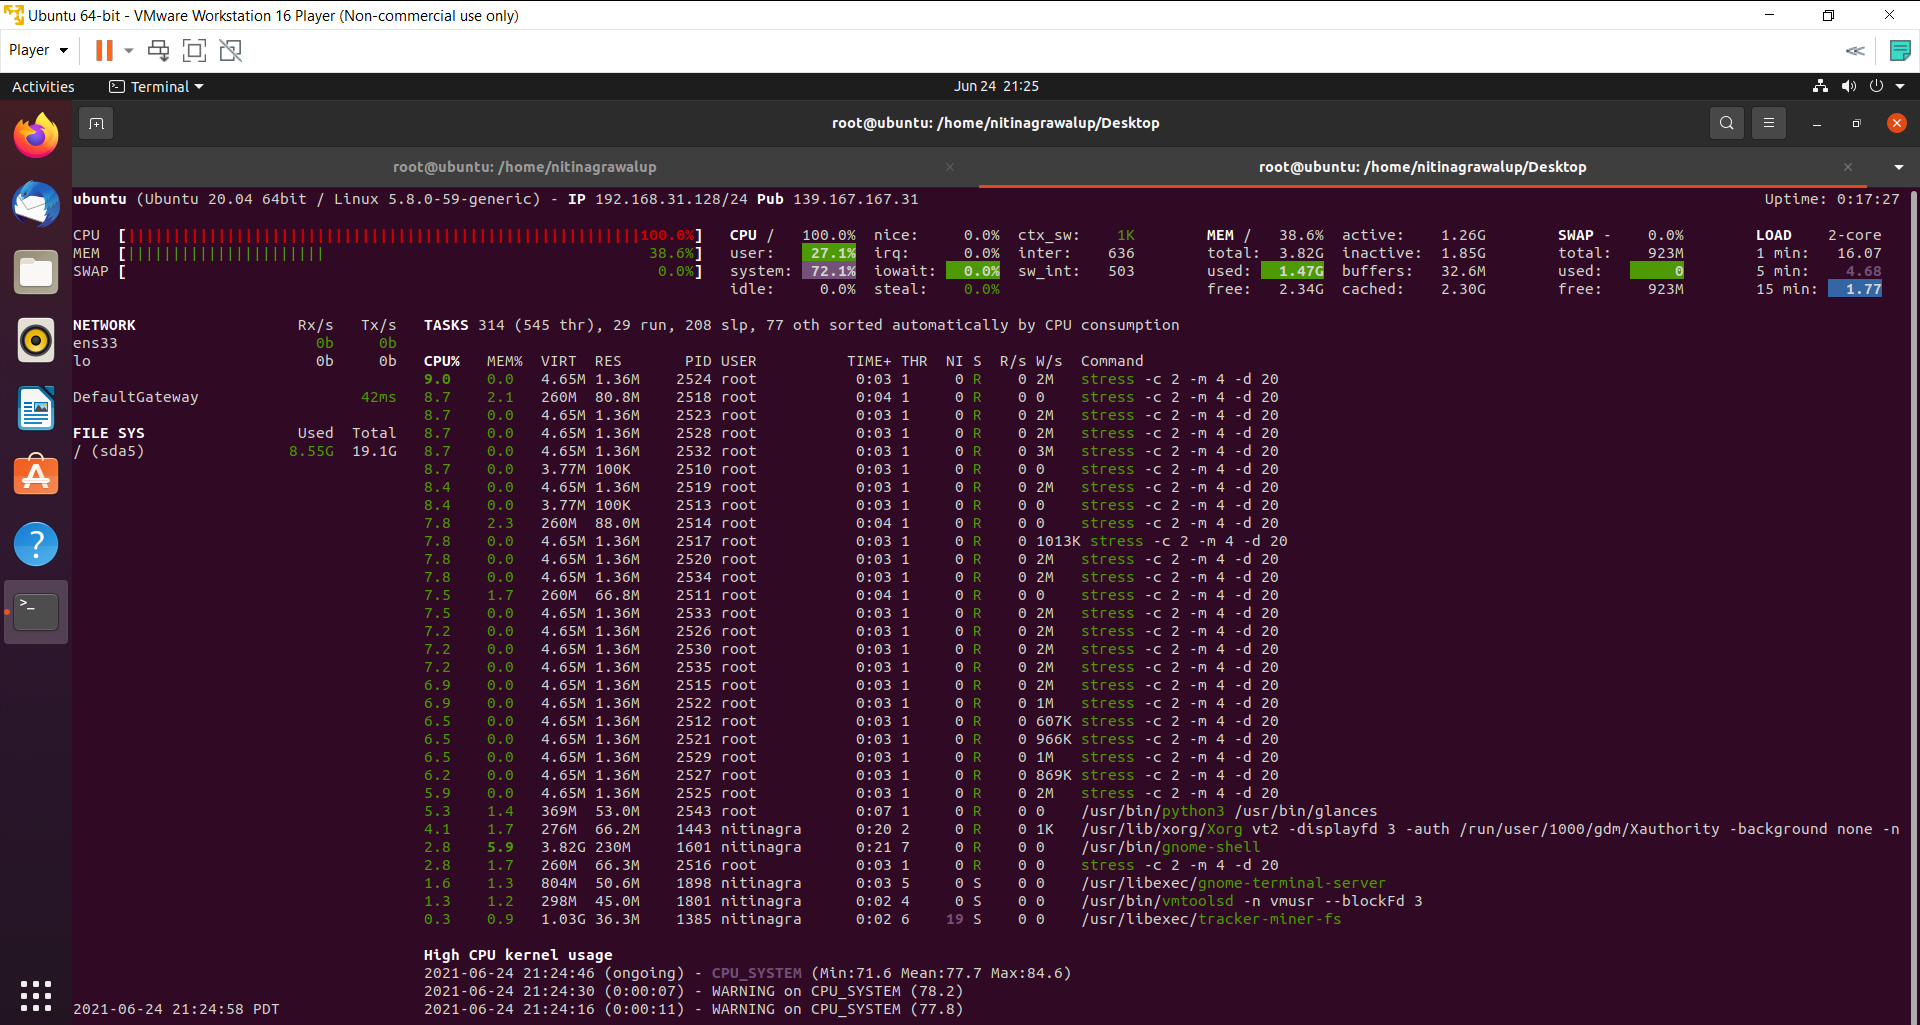 Ubuntu 64-bit - VMware Workstation 16 Player (Non-commercial use only)
Player
Activities Terminal Jun 24 21:25
root@ubuntu: /home/nitinagrawalup/Desktop
root@ubuntu: /home/nitinagrawalup root@ubuntu: /home/nitinagrawalup/Desktop
ubuntu (Ubuntu 20.04 64bit / Linux 5.8.0-59-generic) - IP 192.168.31.128/24 Pub 139.167.167.31 Uptime: 0:17:27
CPU [||||||||||||||||||||||||||||||||||||||||||||||||||||||||100.0%] CPU / 100.0% nice: 0.0% ctx_sw: 1K MEM / 38.6% active: 1.26G SWAP - 0.0% LOAD 2-core
MEM [|||||||||||||||||||||| 38.6%] user: 27.1% irq: 0.0% inter: 636 total: 3.82G inactive: 1.85G total: 923M 1 min: 16.07
SWAP [ 0.0%] system: 72.1% iowait: 0.0% sw_int: 503 used: 1.47G buffers: 32.6M used: 0 5 min: 4.68
idle: 0.0% steal: 0.0% free: 2.34G cached: 2.30G free: 923M 15 min: 1.77
NETWORK Rx/s Tx/s TASKS 314 (545 thr), 29 run, 208 slp, 77 oth sorted automatically by CPU consumption
ens33 0b 0b
lo 0b 0b CPU% MEM% VIRT RES PID USER TIME+ THR NI S R/s W/s Command
9.0 0.0 4.65M 1.36M 2524 root 0:03 1 0 R 0 2M stress -c 2 -m 4 -d 20
DefaultGateway 42ms 8.7 2.1 260M 80.8M 2518 root 0:04 1 0 R 0 0 stress -c 2 -m 4 -d 20
8.7 0.0 4.65M 1.36M 2523 root 0:03 1 0 R 0 2M stress -c 2 -m 4 -d 20
FILE SYS Used Total 8.7 0.0 4.65M 1.36M 2528 root 0:03 1 0 R 0 2M stress -c 2 -m 4 -d 20
/ (sda5) 8.55G 19.1G 8.7 0.0 4.65M 1.36M 2532 root 0:03 1 0 R 0 3M stress -c 2 -m 4 -d 20
8.7 0.0 3.77M 100K 2510 root 0:03 1 0 R 0 0 stress -c 2 -m 4 -d 20
8.4 0.0 4.65M 1.36M 2519 root 0:03 1 0 R 0 2M stress -c 2 -m 4 -d 20
8.4 0.0 3.77M 100K 2513 root 0:03 1 0 R 0 0 stress -c 2 -m 4 -d 20
7.8 2.3 260M 88.0M 2514 root 0:04 1 0 R 0 0 stress -c 2 -m 4 -d 20
7.8 0.0 4.65M 1.36M 2517 root 0:03 1 0 R 0 1013K stress -c 2 -m 4 -d 20
7.8 0.0 4.65M 1.36M 2520 root 0:03 1 0 R 0 2M stress -c 2 -m 4 -d 20
7.8 0.0 4.65M 1.36M 2534 root 0:03 1 0 R 0 2M stress -c 2 -m 4 -d 20
7.5 1.7 260M 66.8M 2511 root 0:04 1 0 R 0 0 stress -c 2 -m 4 -d 20
7.5 0.0 4.65M 1.36M 2533 root 0:03 1 0 R 0 2M stress -c 2 -m 4 -d 20
7.2 0.0 4.65M 1.36M 2526 root 0:03 1 0 R 0 2M stress -c 2 -m 4 -d 20
7.2 0.0 4.65M 1.36M 2530 root 0:03 1 0 R 0 2M stress -c 2 -m 4 -d 20
7.2 0.0 4.65M 1.36M 2535 root 0:03 1 0 R 0 2M stress -c 2 -m 4 -d 20
6.9 0.0 4.65M 1.36M 2515 root 0:03 1 0 R 0 2M stress -c 2 -m 4 -d 20
6.9 0.0 4.65M 1.36M 2522 root 0:03 1 0 R 0 1M stress -c 2 -m 4 -d 20
6.5 0.0 4.65M 1.36M 2512 root 0:03 1 0 R 0 607K stress -c 2 -m 4 -d 20
6.5 0.0 4.65M 1.36M 2521 root 0:03 1 0 R 0 966K stress -c 2 -m 4 -d 20
6.5 0.0 4.65M 1.36M 2529 root 0:03 1 0 R 0 1M stress -c 2 -m 4 -d 20
6.2 0.0 4.65M 1.36M 2527 root 0:03 1 0 R 0 869K stress -c 2 -m 4 -d 20
5.9 0.0 4.65M 1.36M 2525 root 0:03 1 0 R 0 2M stress -c 2 -m 4 -d 20
5.3 1.4 369M 53.0M 2543 root 0:07 1 0 R 0 0 /usr/bin/python3 /usr/bin/glances
4.1 1.7 276M 66.2M 1443 nitinagra 0:20 2 0 R 0 1K /usr/lib/xorg/Xorg vt2 -displayfd 3 -auth /run/user/1000/gdm/Xauthority -background none -n
2.8 5.9 3.82G 230M 1601 nitinagra 0:21 7 0 R 0 0 /usr/bin/gnome-shell
2.8 1.7 260M 66.3M 2516 root 0:03 1 0 R 0 0 stress -c 2 -m 4 -d 20
1.6 1.3 804M 50.6M 1898 nitinagra 0:03 5 0 S 0 0 /usr/libexec/gnome-terminal-server
1.3 1.2 298M 45.0M 1801 nitinagra 0:02 4 0 S 0 0 /usr/bin/vmtoolsd -n vmusr --blockFd 3
0.3 0.9 1.03G 36.3M 1385 nitinagra 0:02 6 19 S 0 0 /usr/libexec/tracker-miner-fs
High CPU kernel usage
2021-06-24 21:24:46 (ongoing) - CPU_SYSTEM (Min:71.6 Mean:77.7 Max:84.6)
2021-06-24 21:24:30 (0:00:07) - WARNING on CPU_SYSTEM (78.2)
2021-06-24 21:24:58 PDT 2021-06-24 21:24:16 (0:00:11) - WARNING on CPU_SYSTEM (77.8)